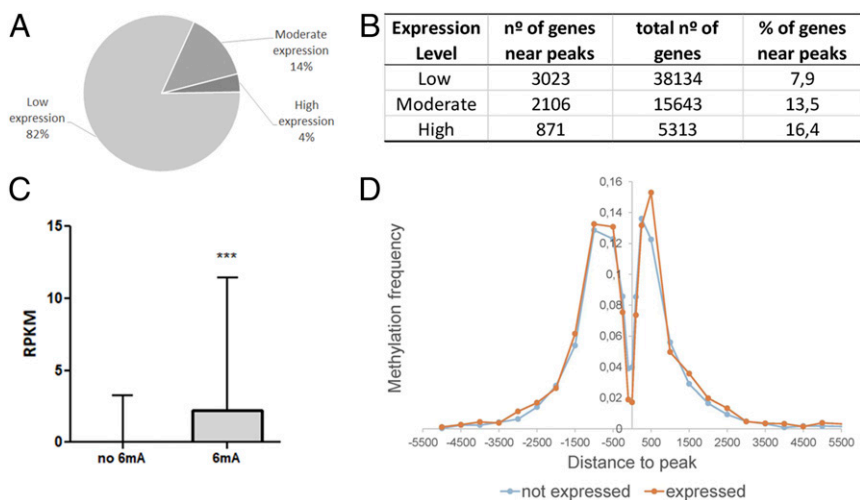 A
Moderate
expression
14%
High
expression
4%
Low
expression
82%
B
Expression Level nº of genes near peaks total nº of genes % of genes near peaks
Low 3023 38134 7,9
Moderate 2106 15643 13,5
High 871 5313 16,4
C
15
10
5
0
RPKM
***
no 6mA 6mA
D
0,16
0,14
0,12
0,1
0,08
0,06
0,04
0,02
0
Methylation frequency
-5500 -4500 -3500 -2500 -1500 -500 500 1500 2500 3500 4500 5500
Distance to peak
not expressed expressed